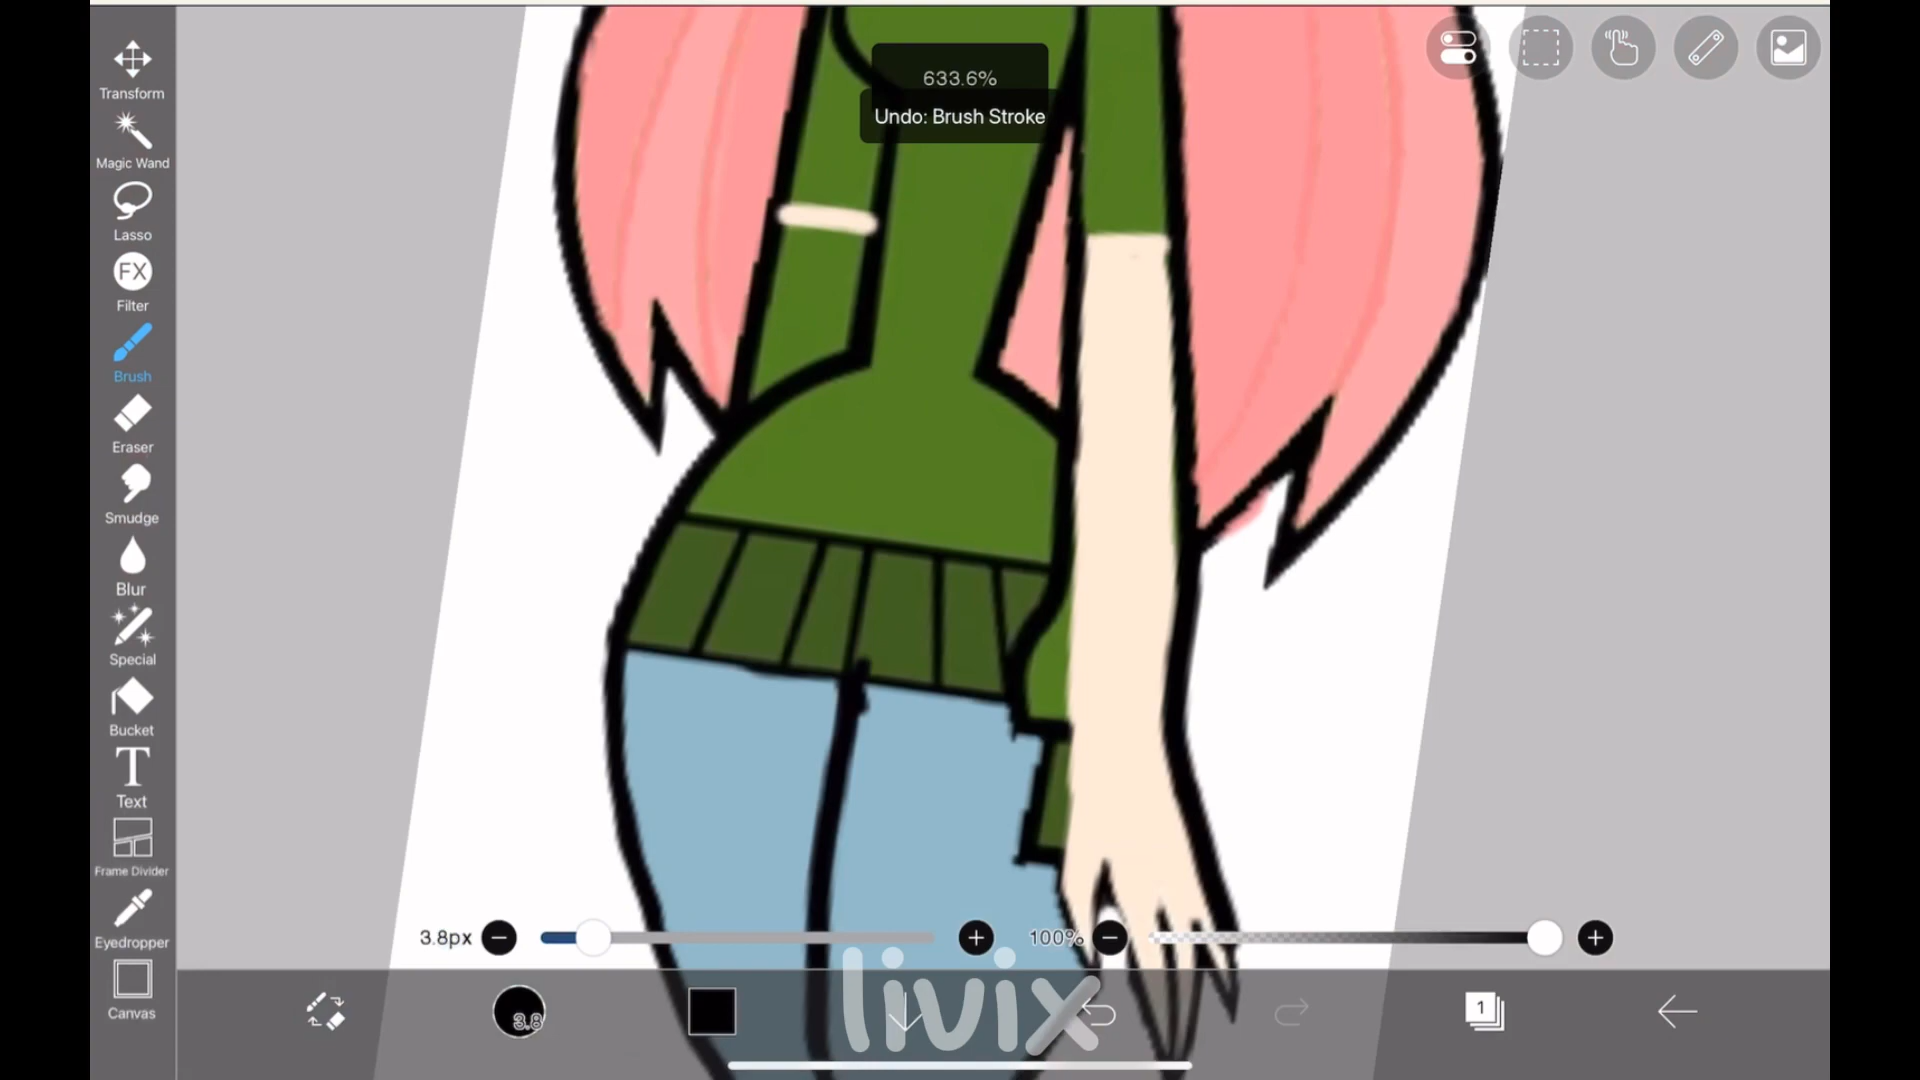 633.6%
Undo: Brush Stroke
Transform
Magic Wand
Lasso
FX
Filter
Brush
Eraser
Smudge
Blur
Special
Bucket
T
Text
Frame Divider
Eyedropper
Canvas
3.8px
100%
3.8
livix
1